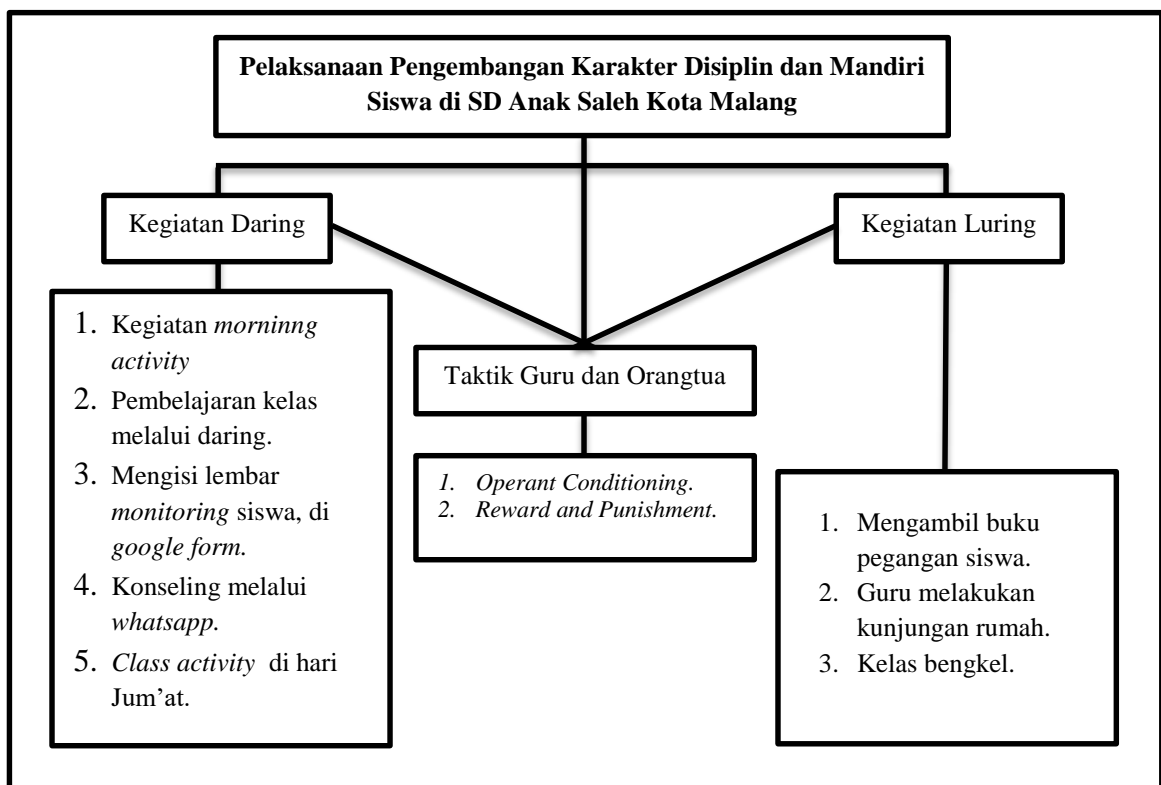 Pelaksanaan Pengembangan Karakter Disiplin dan Mandiri
Siswa di SD Anak Saleh Kota Malang
Kegiatan Daring
Kegiatan Luring
1. Kegiatan morninng
activity
2. Pembelajaran kelas
melalui daring.
3. Mengisi lembar
monitoring siswa, di
google form.
4. Konseling melalui
whatsapp.
5. Class activity di hari
Jum’at.
Taktik Guru dan Orangtua
1. Operant Conditioning.
2. Reward and Punishment.
1. Mengambil buku
pegangan siswa.
2. Guru melakukan
kunjungan rumah.
3. Kelas bengkel.